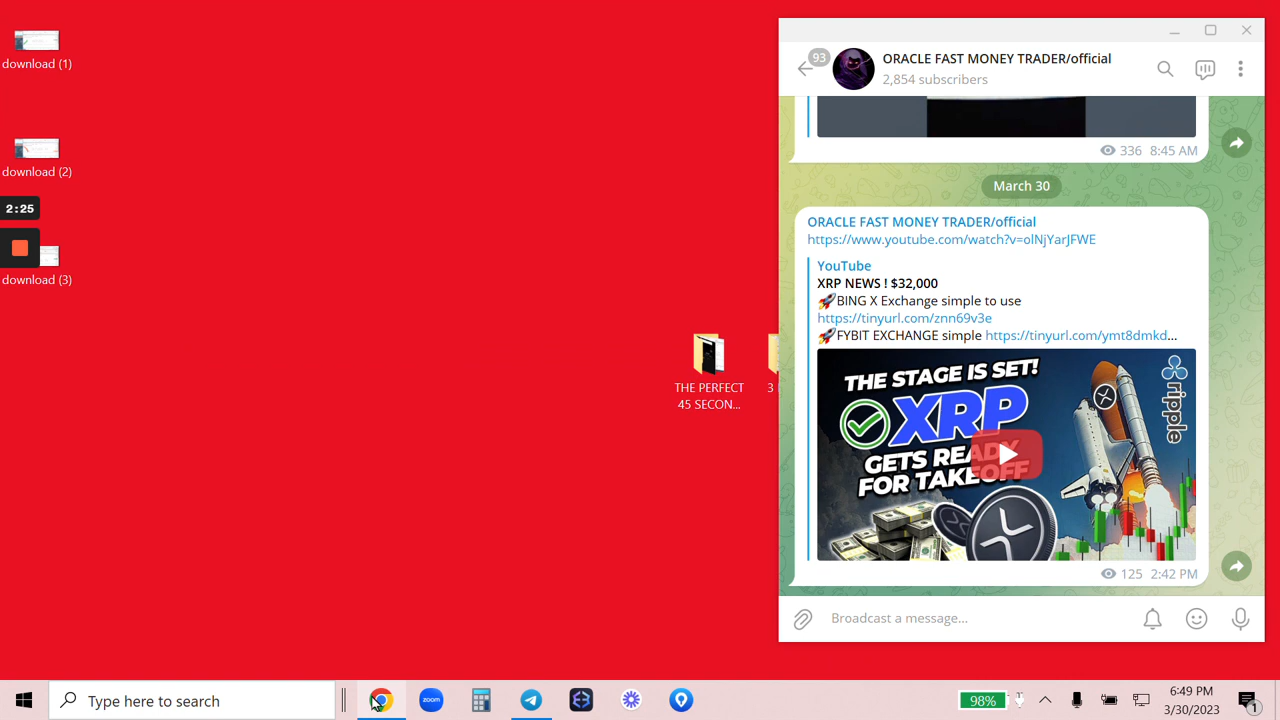 download (1)
download (2)
2:25
download (3)
THE PERFECT
45 SECON...
3
93
ORACLE FAST MONEY TRADER/official
2,854 subscribers
336 8:45 AM
March 30
ORACLE FAST MONEY TRADER/official
https://www.youtube.com/watch?v=olNjYarJFWE
YouTube
XRP NEWS ! $32,000
🚀BING X Exchange simple to use
https://tinyurl.com/znn69v3e
🚀FYBIT EXCHANGE simple https://tinyurl.com/ymt8dmkd...
THE STAGE IS SET!
XRP
GETS READY
FOR TAKEOFF
ripple
125 2:42 PM
Broadcast a message...
Type here to search
zoom
98%
6:49 PM
3/30/2023
1